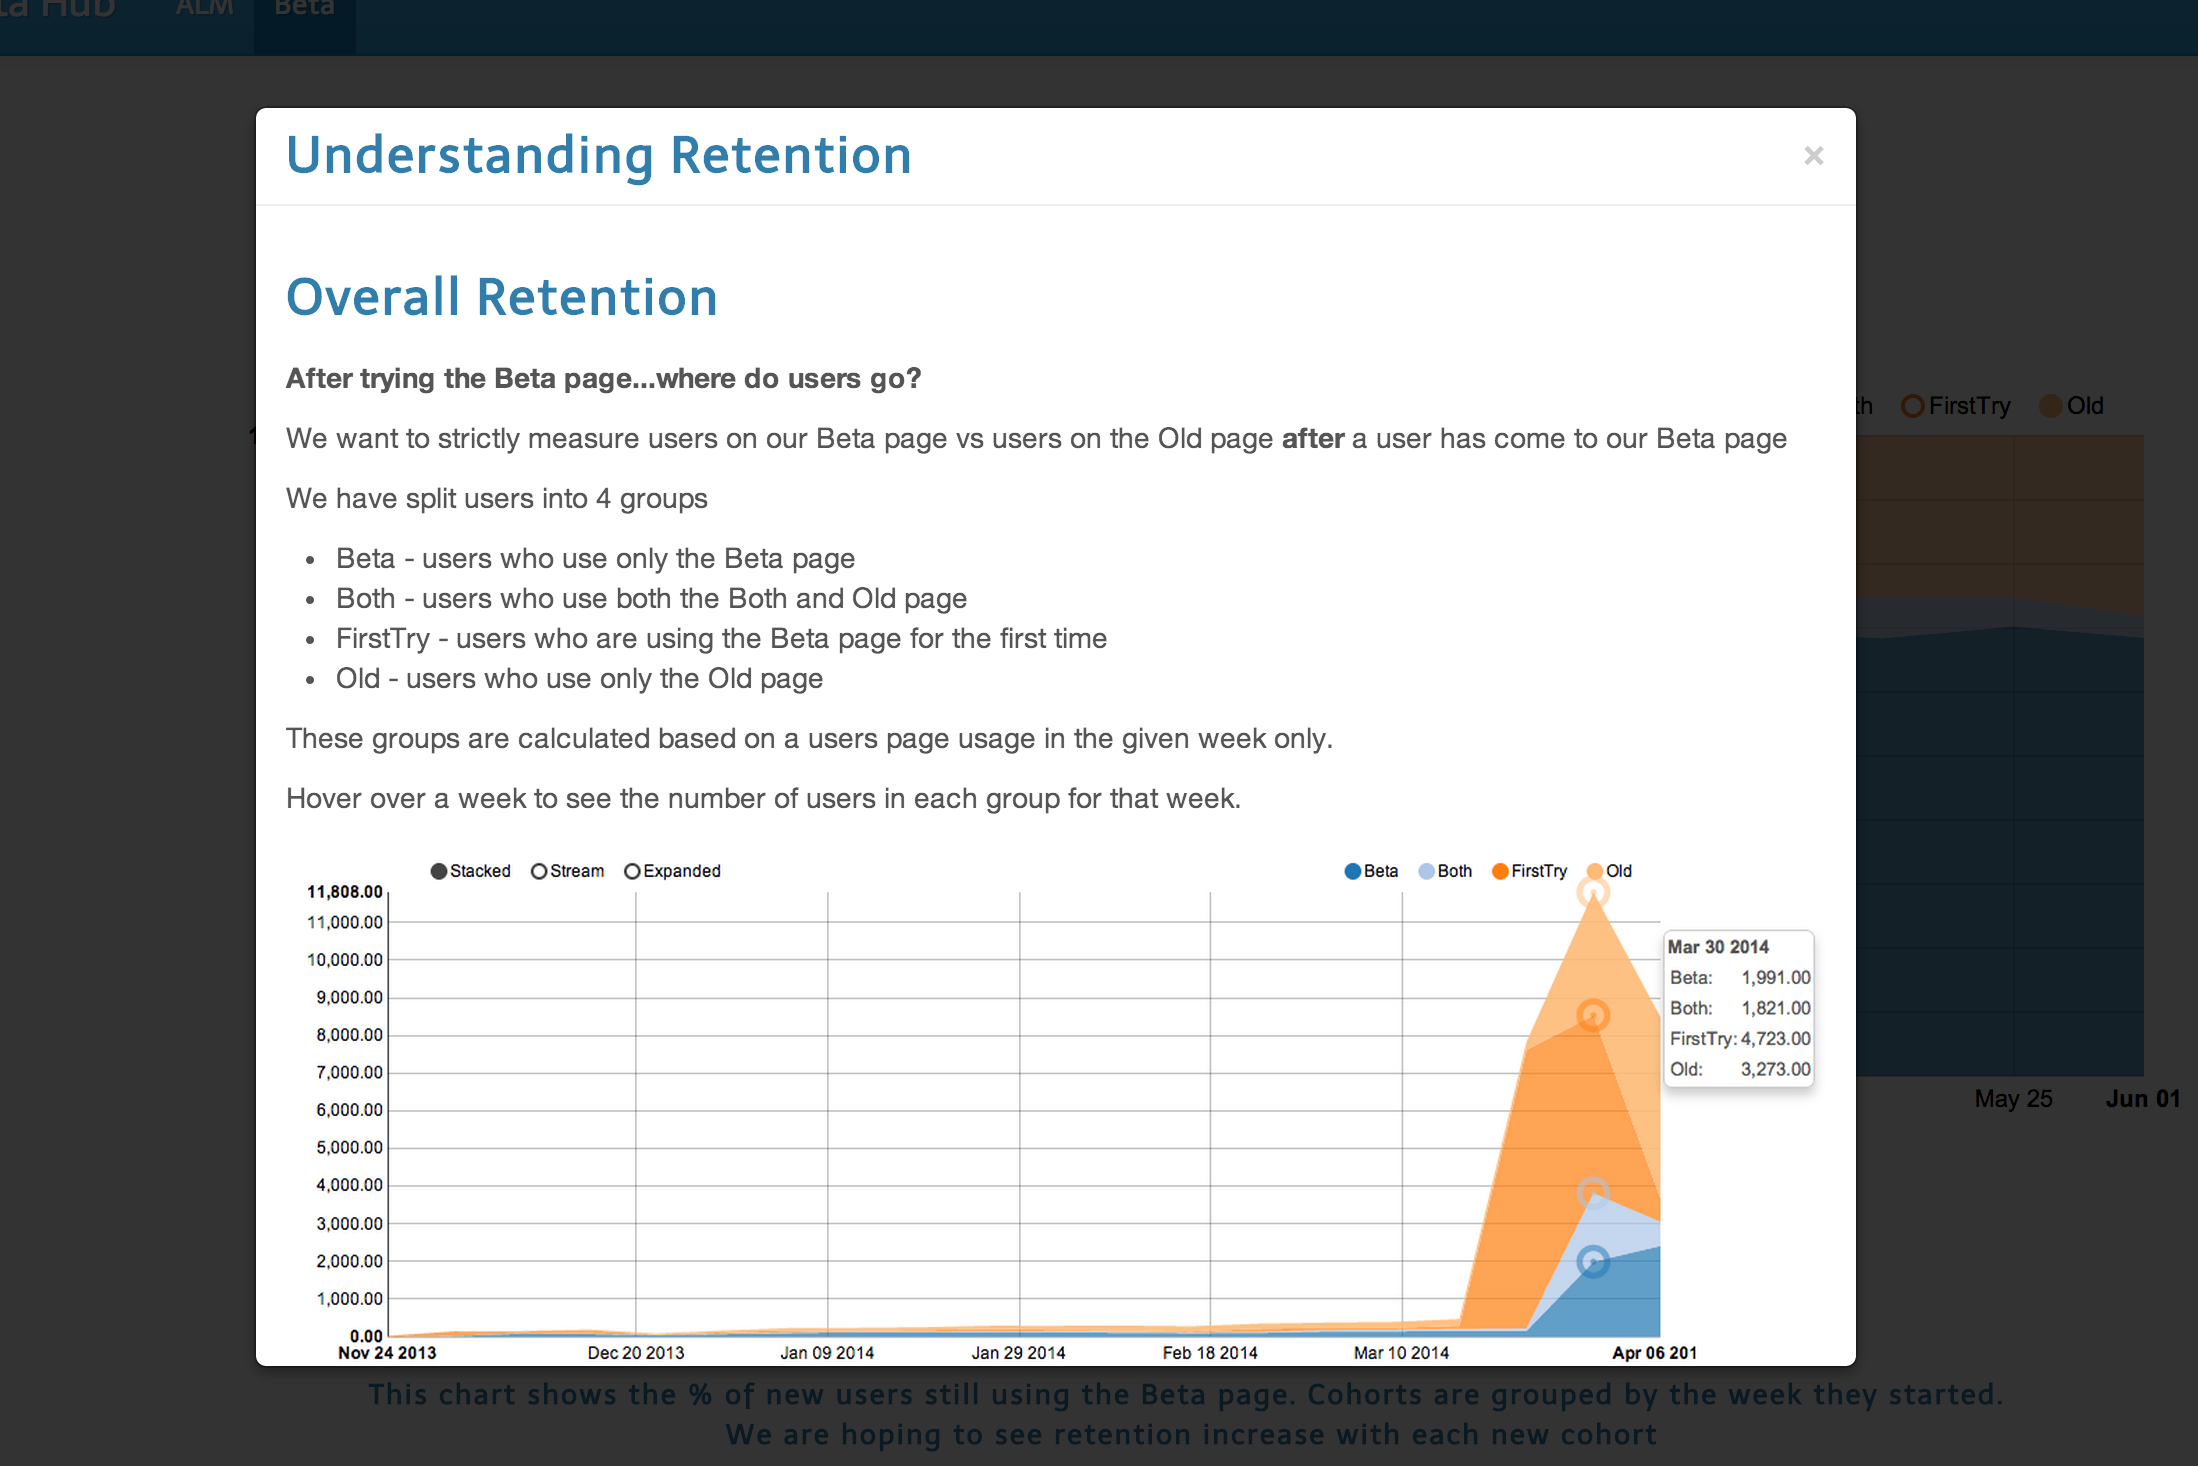 ta Hub ALM Beta
Understanding Retention ×
Overall Retention
After trying the Beta page...where do users go?
We want to strictly measure users on our Beta page vs users on the Old page after a user has come to our Beta page
We have split users into 4 groups
• Beta - users who use only the Beta page
• Both - users who use both the Both and Old page
• FirstTry - users who are using the Beta page for the first time
• Old - users who use only the Old page
These groups are calculated based on a users page usage in the given week only.
Hover over a week to see the number of users in each group for that week.
th FirstTry Old
Stacked Stream Expanded Beta Both FirstTry Old
11,808.00
11,000.00
10,000.00
9,000.00
8,000.00
7,000.00
6,000.00
5,000.00
4,000.00
3,000.00
2,000.00
1,000.00
0.00
Mar 30 2014
Beta: 1,991.00
Both: 1,821.00
FirstTry: 4,723.00
Old: 3,273.00
Nov 24 2013 Dec 20 2013 Jan 09 2014 Jan 29 2014 Feb 18 2014 Mar 10 2014 Apr 06 201
May 25 Jun 01
This chart shows the % of new users still using the Beta page. Cohorts are grouped by the week they started.
We are hoping to see retention increase with each new cohort